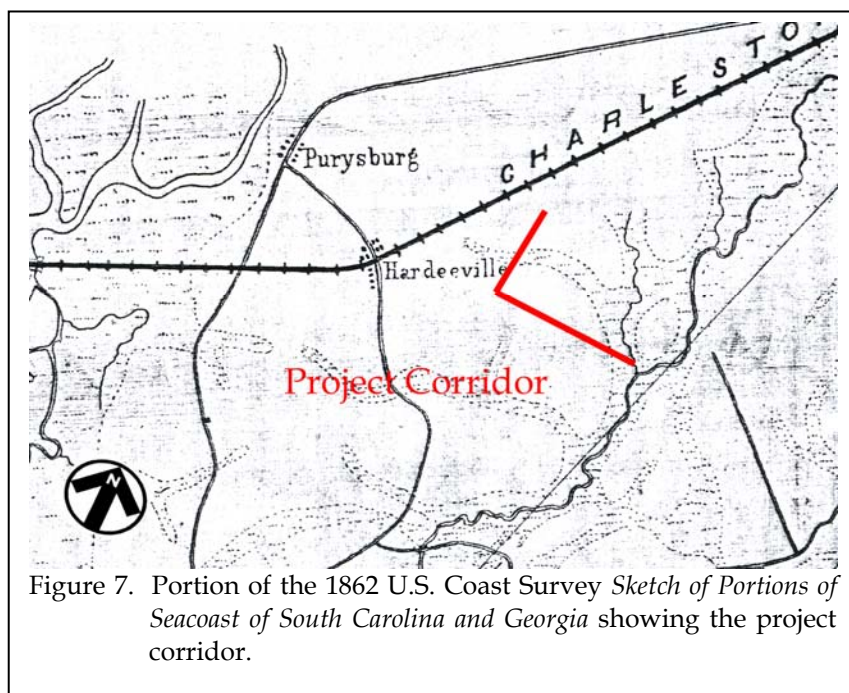 CHARLESTO
Purysburg
Hardeeville
Project Corridor
N
Figure 7. Portion of the 1862 U.S. Coast Survey Sketch of Portions of
Seacoast of South Carolina and Georgia showing the project
corridor.